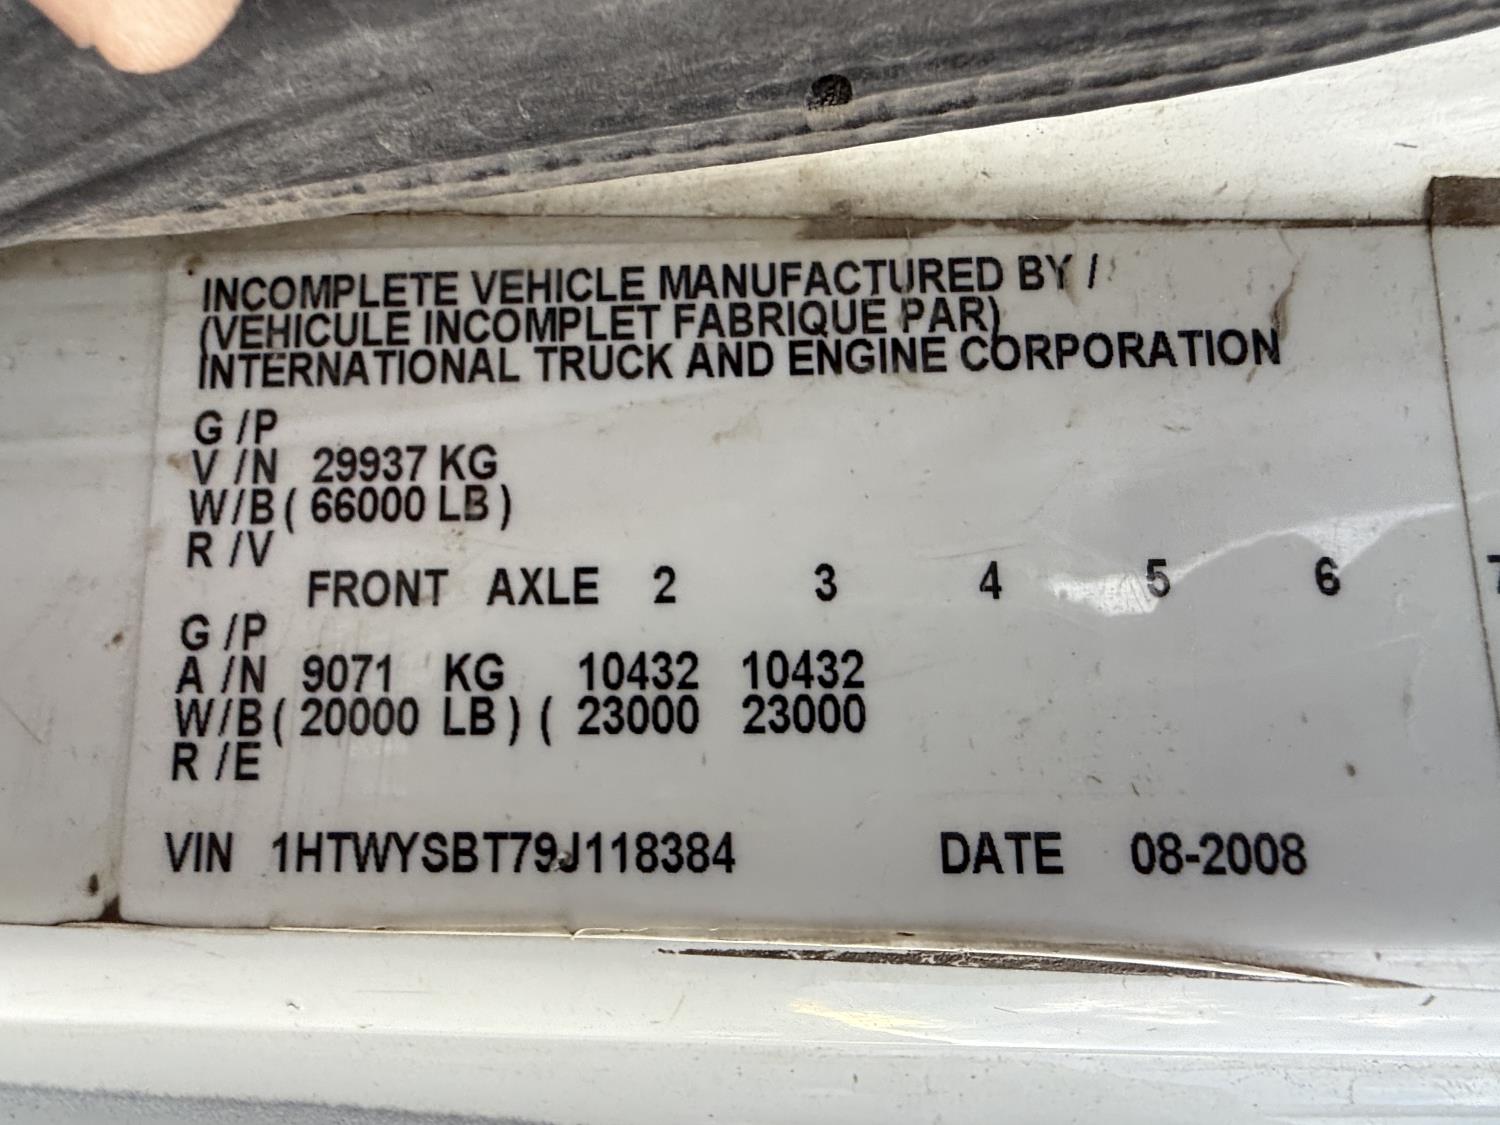 INCOMPLETE VEHICLE MANUFACTURED BY /
(VEHICULE INCOMPLET FABRIQUE PAR)
INTERNATIONAL TRUCK AND ENGINE CORPORATION
G /P
V /N 29937 KG
W/B ( 66000 LB )
R /V
FRONT AXLE 2 3 4 5 6 7
G /P
A /N 9071 KG 10432 10432
W/B ( 20000 LB ) ( 23000 23000
R /E
VIN 1HTWYSBT79J118384 DATE 08-2008